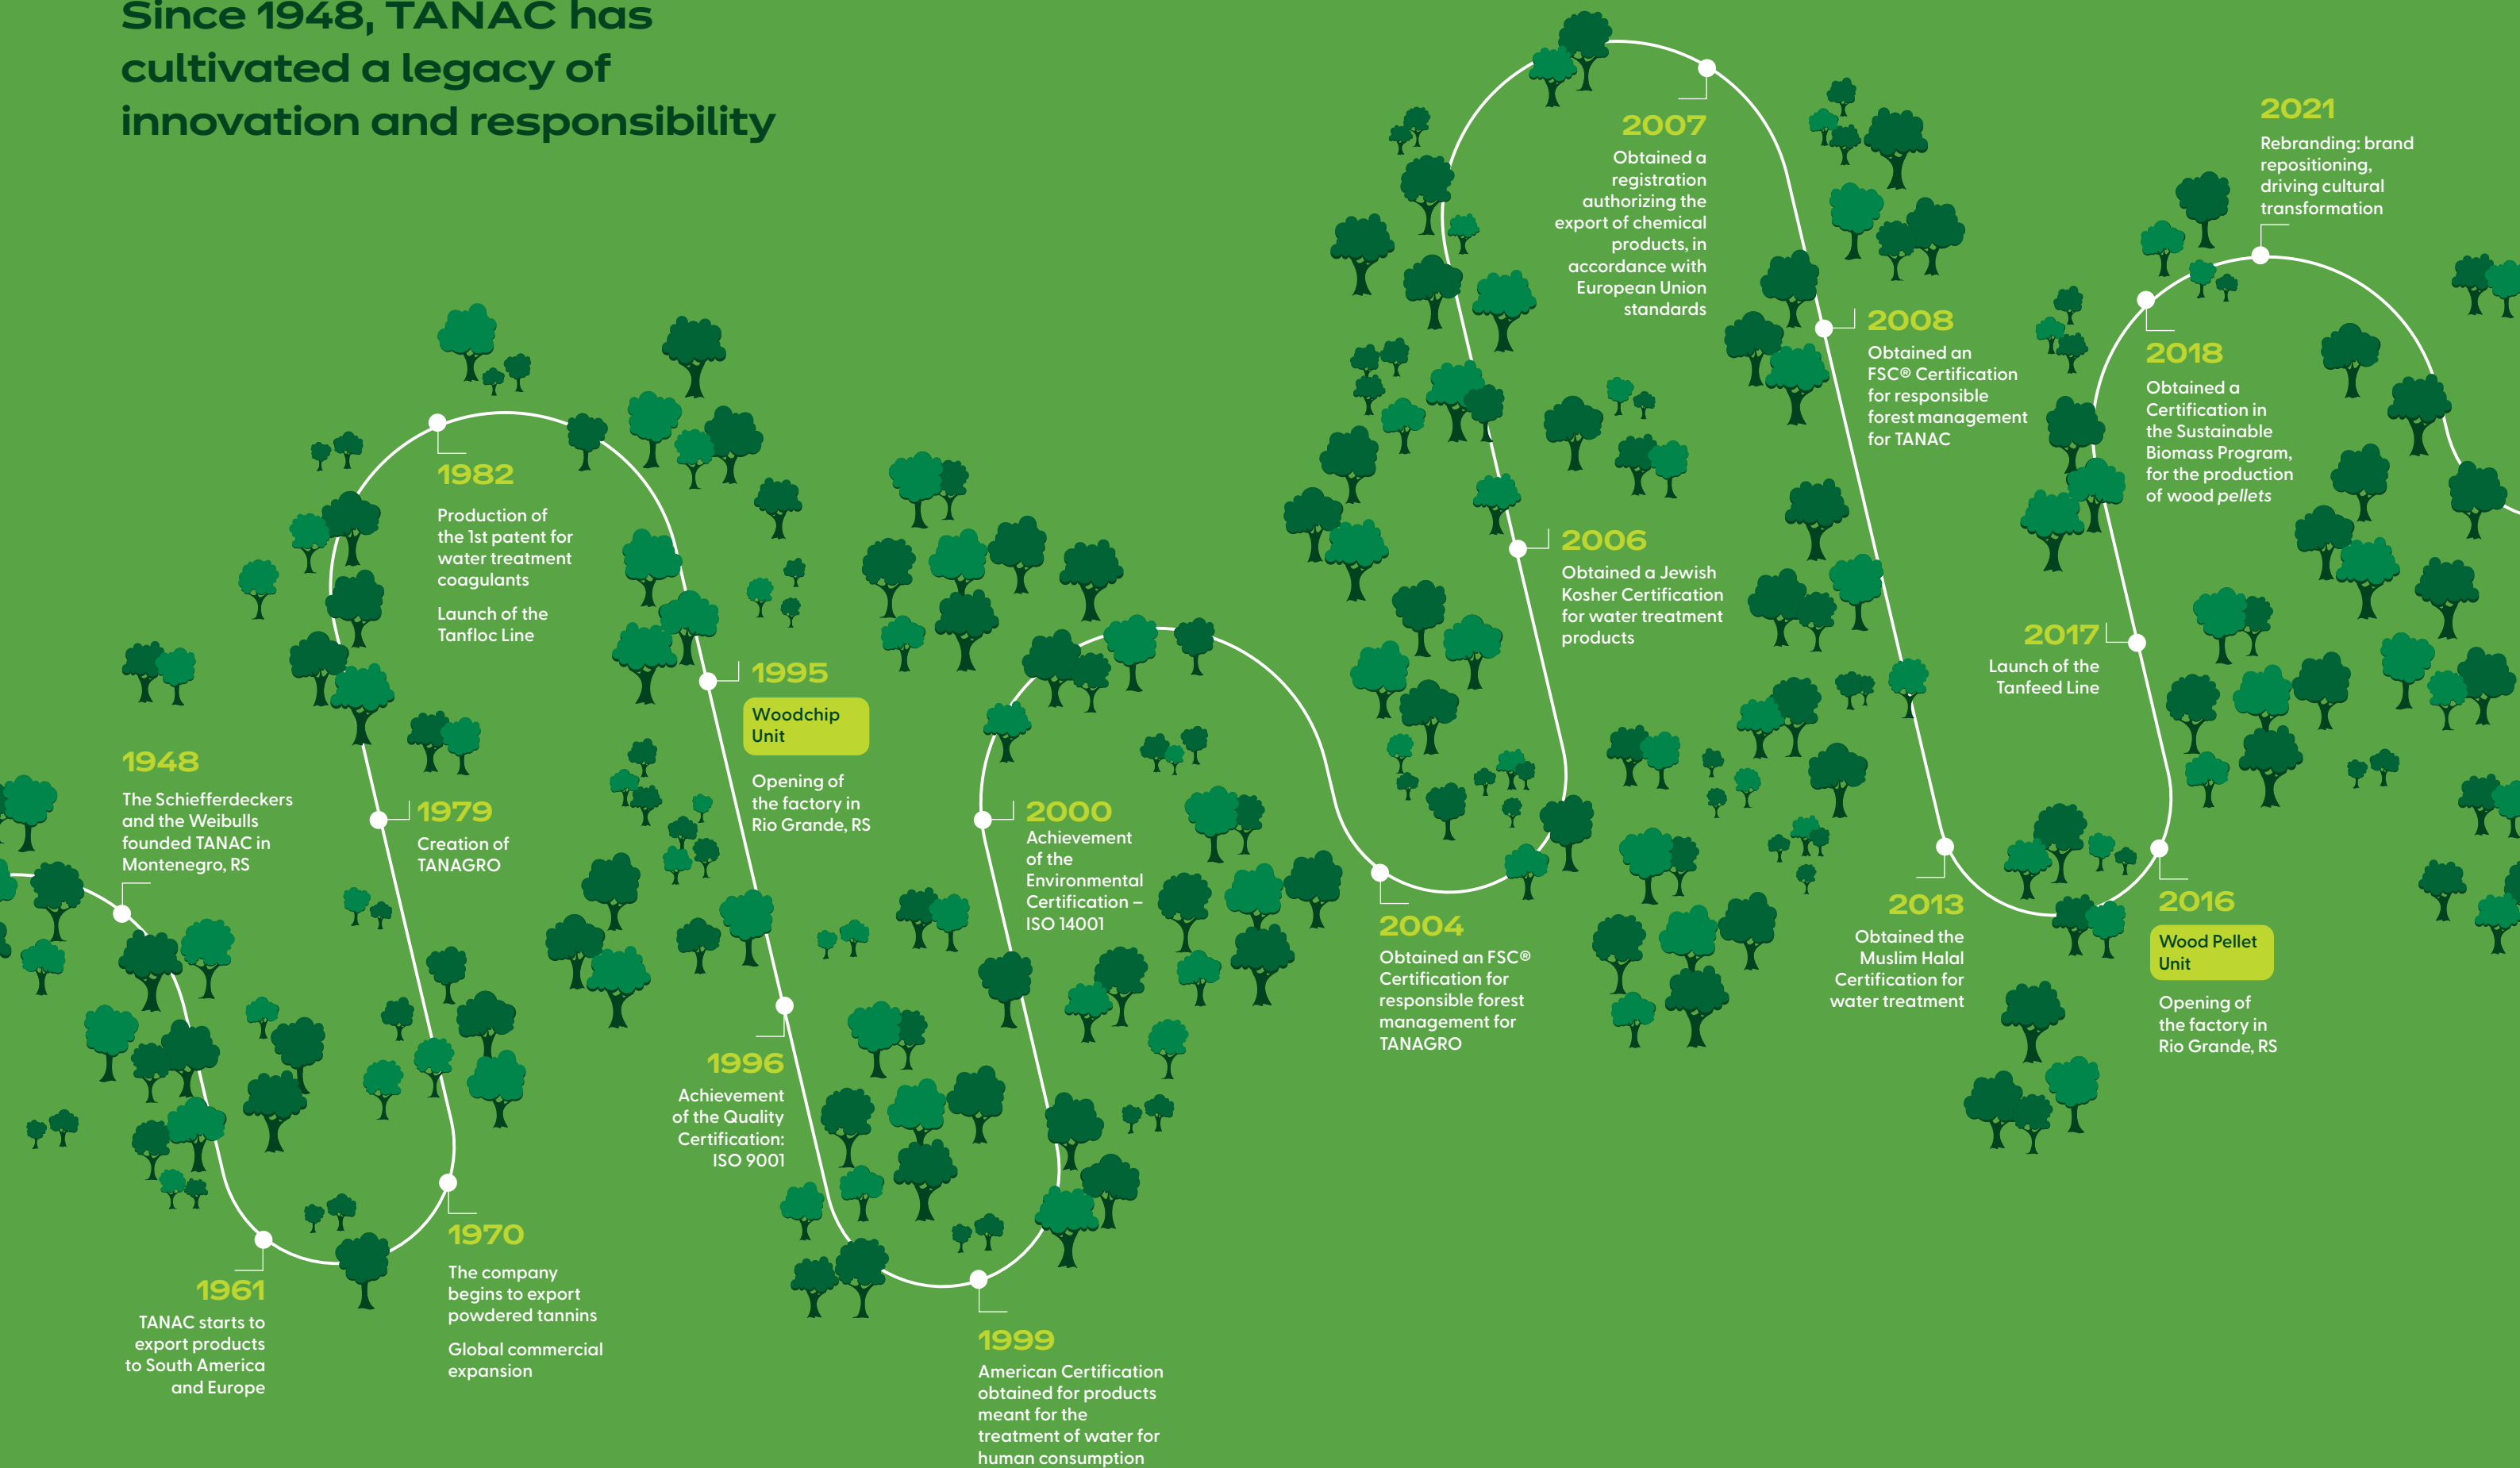 Since 1948, TANAC has
cultivated a legacy of
innovation and responsibility
1948
The Schiefferdeckers
and the Weibulls
founded TANAC in
Montenegro, RS
1961
TANAC starts to
export products
to South America
and Europe
1970
The company
begins to export
powdered tannins
Global commercial
expansion
1979
Creation of
TANAGRO
1982
Production of
the 1st patent for
water treatment
coagulants
Launch of the
Tanfloc Line
1995
Woodchip
Unit
Opening of
the factory in
Rio Grande, RS
1996
Achievement
of the Quality
Certification:
ISO 9001
1999
American Certification
obtained for products
meant for the
treatment of water for
human consumption
2000
Achievement
of the
Environmental
Certification –
ISO 14001
2004
Obtained an FSC®
Certification for
responsible forest
management for
TANAGRO
2006
Obtained a Jewish
Kosher Certification
for water treatment
products
2007
Obtained a
registration
authorizing the
export of chemical
products, in
accordance with
European Union
standards
2008
Obtained an
FSC® Certification
for responsible
forest management
for TANAC
2013
Obtained the
Muslim Halal
Certification for
water treatment
2016
Wood Pellet
Unit
Opening of
the factory in
Rio Grande, RS
2017
Launch of the
Tanfeed Line
2018
Obtained a
Certification in
the Sustainable
Biomass Program,
for the production
of wood pellets
2021
Rebranding: brand
repositioning,
driving cultural
transformation